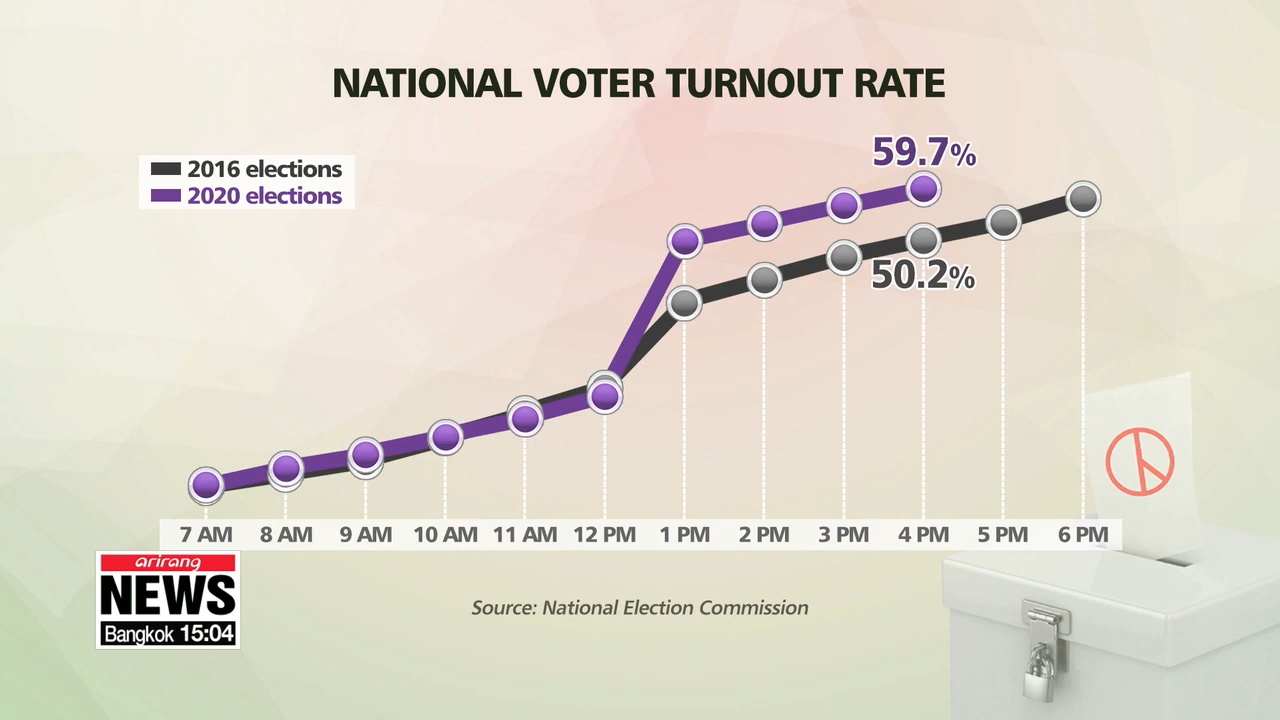 NATIONAL VOTER TURNOUT RATE
2016 elections
2020 elections
59.7%
50.2%
7 AM 8 AM 9 AM 10 AM 11 AM 12 PM 1 PM 2 PM 3 PM 4 PM 5 PM 6 PM
arirang
NEWS
Bangkok 15:04
Source: National Election Commission